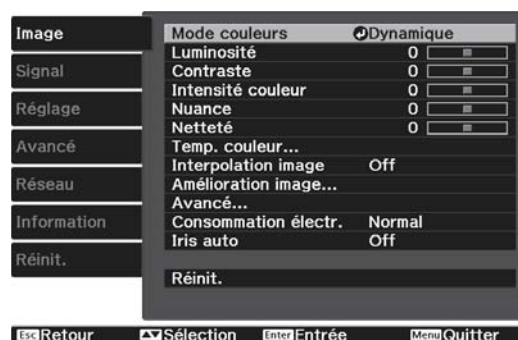 Image
Signal
Réglage
Avancé
Réseau
Information
Réinit.
Mode couleurs Dynamique
Luminosité 0
Contraste 0
Intensité couleur 0
Nuance 0
Netteté 0
Temp. couleur...
Interpolation image Off
Amélioration image...
Avancé...
Consommation électr. Normal
Iris auto Off
Réinit.
Esc Retour Sélection Enter Entrée Menu Quitter